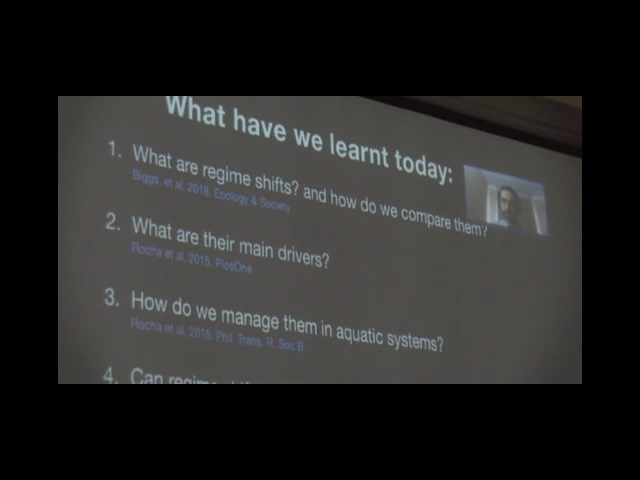 What have we learnt today:
1. What are regime shifts? and how do we compare them?
Biggs, et al. 2018. Ecology & Society
2. What are their main drivers?
Rocha et al. 2015. PlosOne
3. How do we manage them in aquatic systems?
Rocha et al. 2015. Phil. Trans. R. Soc B
4. Can